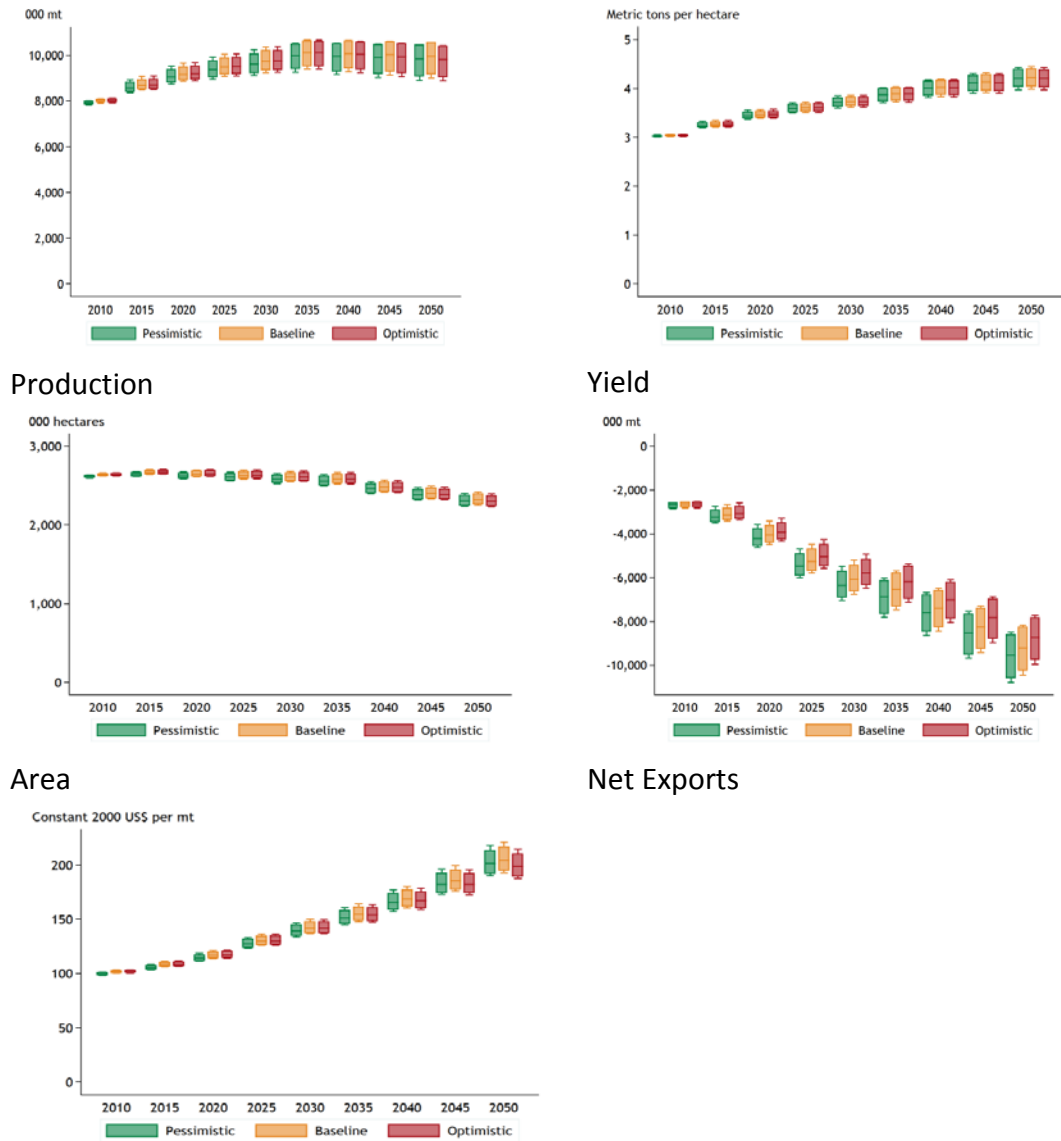 000 mt
10,000
8,000
6,000
4,000
2,000
0
2010 2015 2020 2025 2030 2035 2040 2045 2050
Pessimistic Baseline Optimistic
Production
Metric tons per hectare
5
4
3
2
1
0
2010 2015 2020 2025 2030 2035 2040 2045 2050
Pessimistic Baseline Optimistic
Yield
000 hectares
3,000
2,000
1,000
0
2010 2015 2020 2025 2030 2035 2040 2045 2050
Pessimistic Baseline Optimistic
Area
000 mt
0
-2,000
-4,000
-6,000
-8,000
-10,000
2010 2015 2020 2025 2030 2035 2040 2045 2050
Pessimistic Baseline Optimistic
Net Exports
Constant 2000 US$ per mt
200
150
100
50
0
2010 2015 2020 2025 2030 2035 2040 2045 2050
Pessimistic Baseline Optimistic